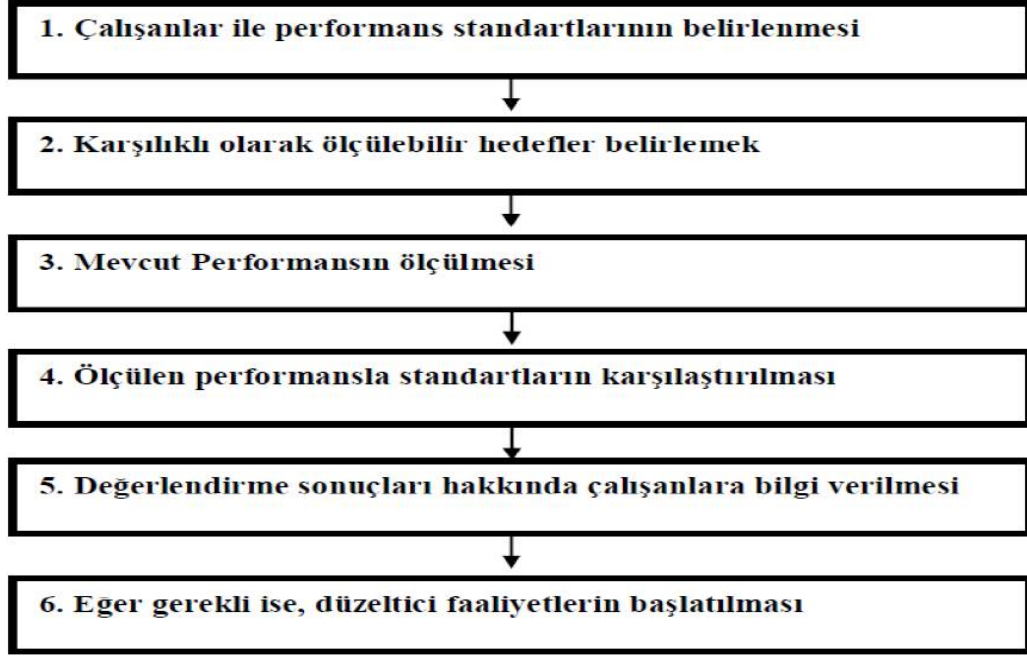 1. Çalışanlar ile performans standartlarının belirlenmesi
2. Karşılıklı olarak ölçülebilir hedefler belirlemek
3. Mevcut Performansın ölçülmesi
4. Ölçülen performansla standartların karşılaştırılması
5. Değerlendirme sonuçları hakkında çalışanlara bilgi verilmesi
6. Eğer gerekli ise, düzeltici faaliyetlerin başlatılması